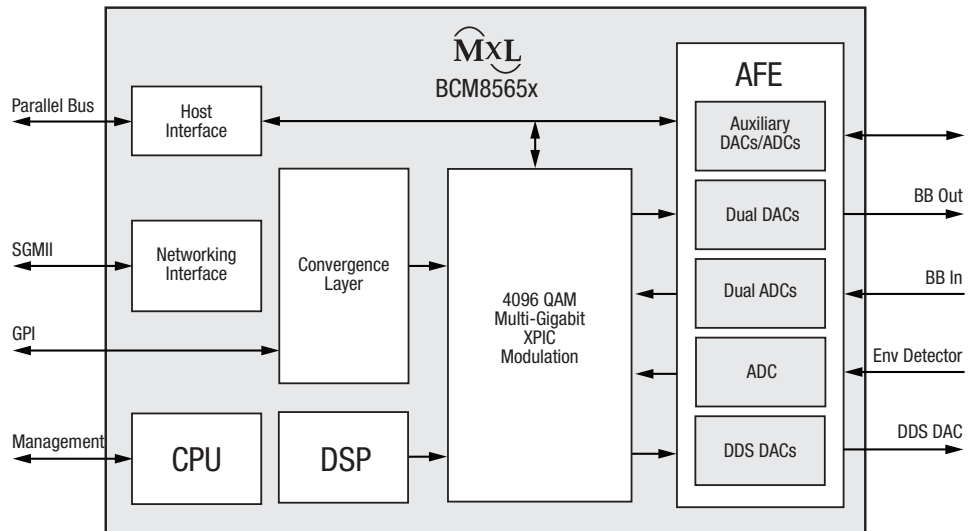 MxL
BCM8565x
AFE
Parallel Bus
Host
Interface
Auxiliary
DACs/ADCs
Dual DACs
BB Out
SGMII
Networking
Interface
Convergence
Layer
4096 QAM
Multi-Gigabit
XPIC
Modulation
Dual ADCs
BB In
GPI
ADC
Env Detector
Management
CPU
DSP
DDS DACs
DDS DAC